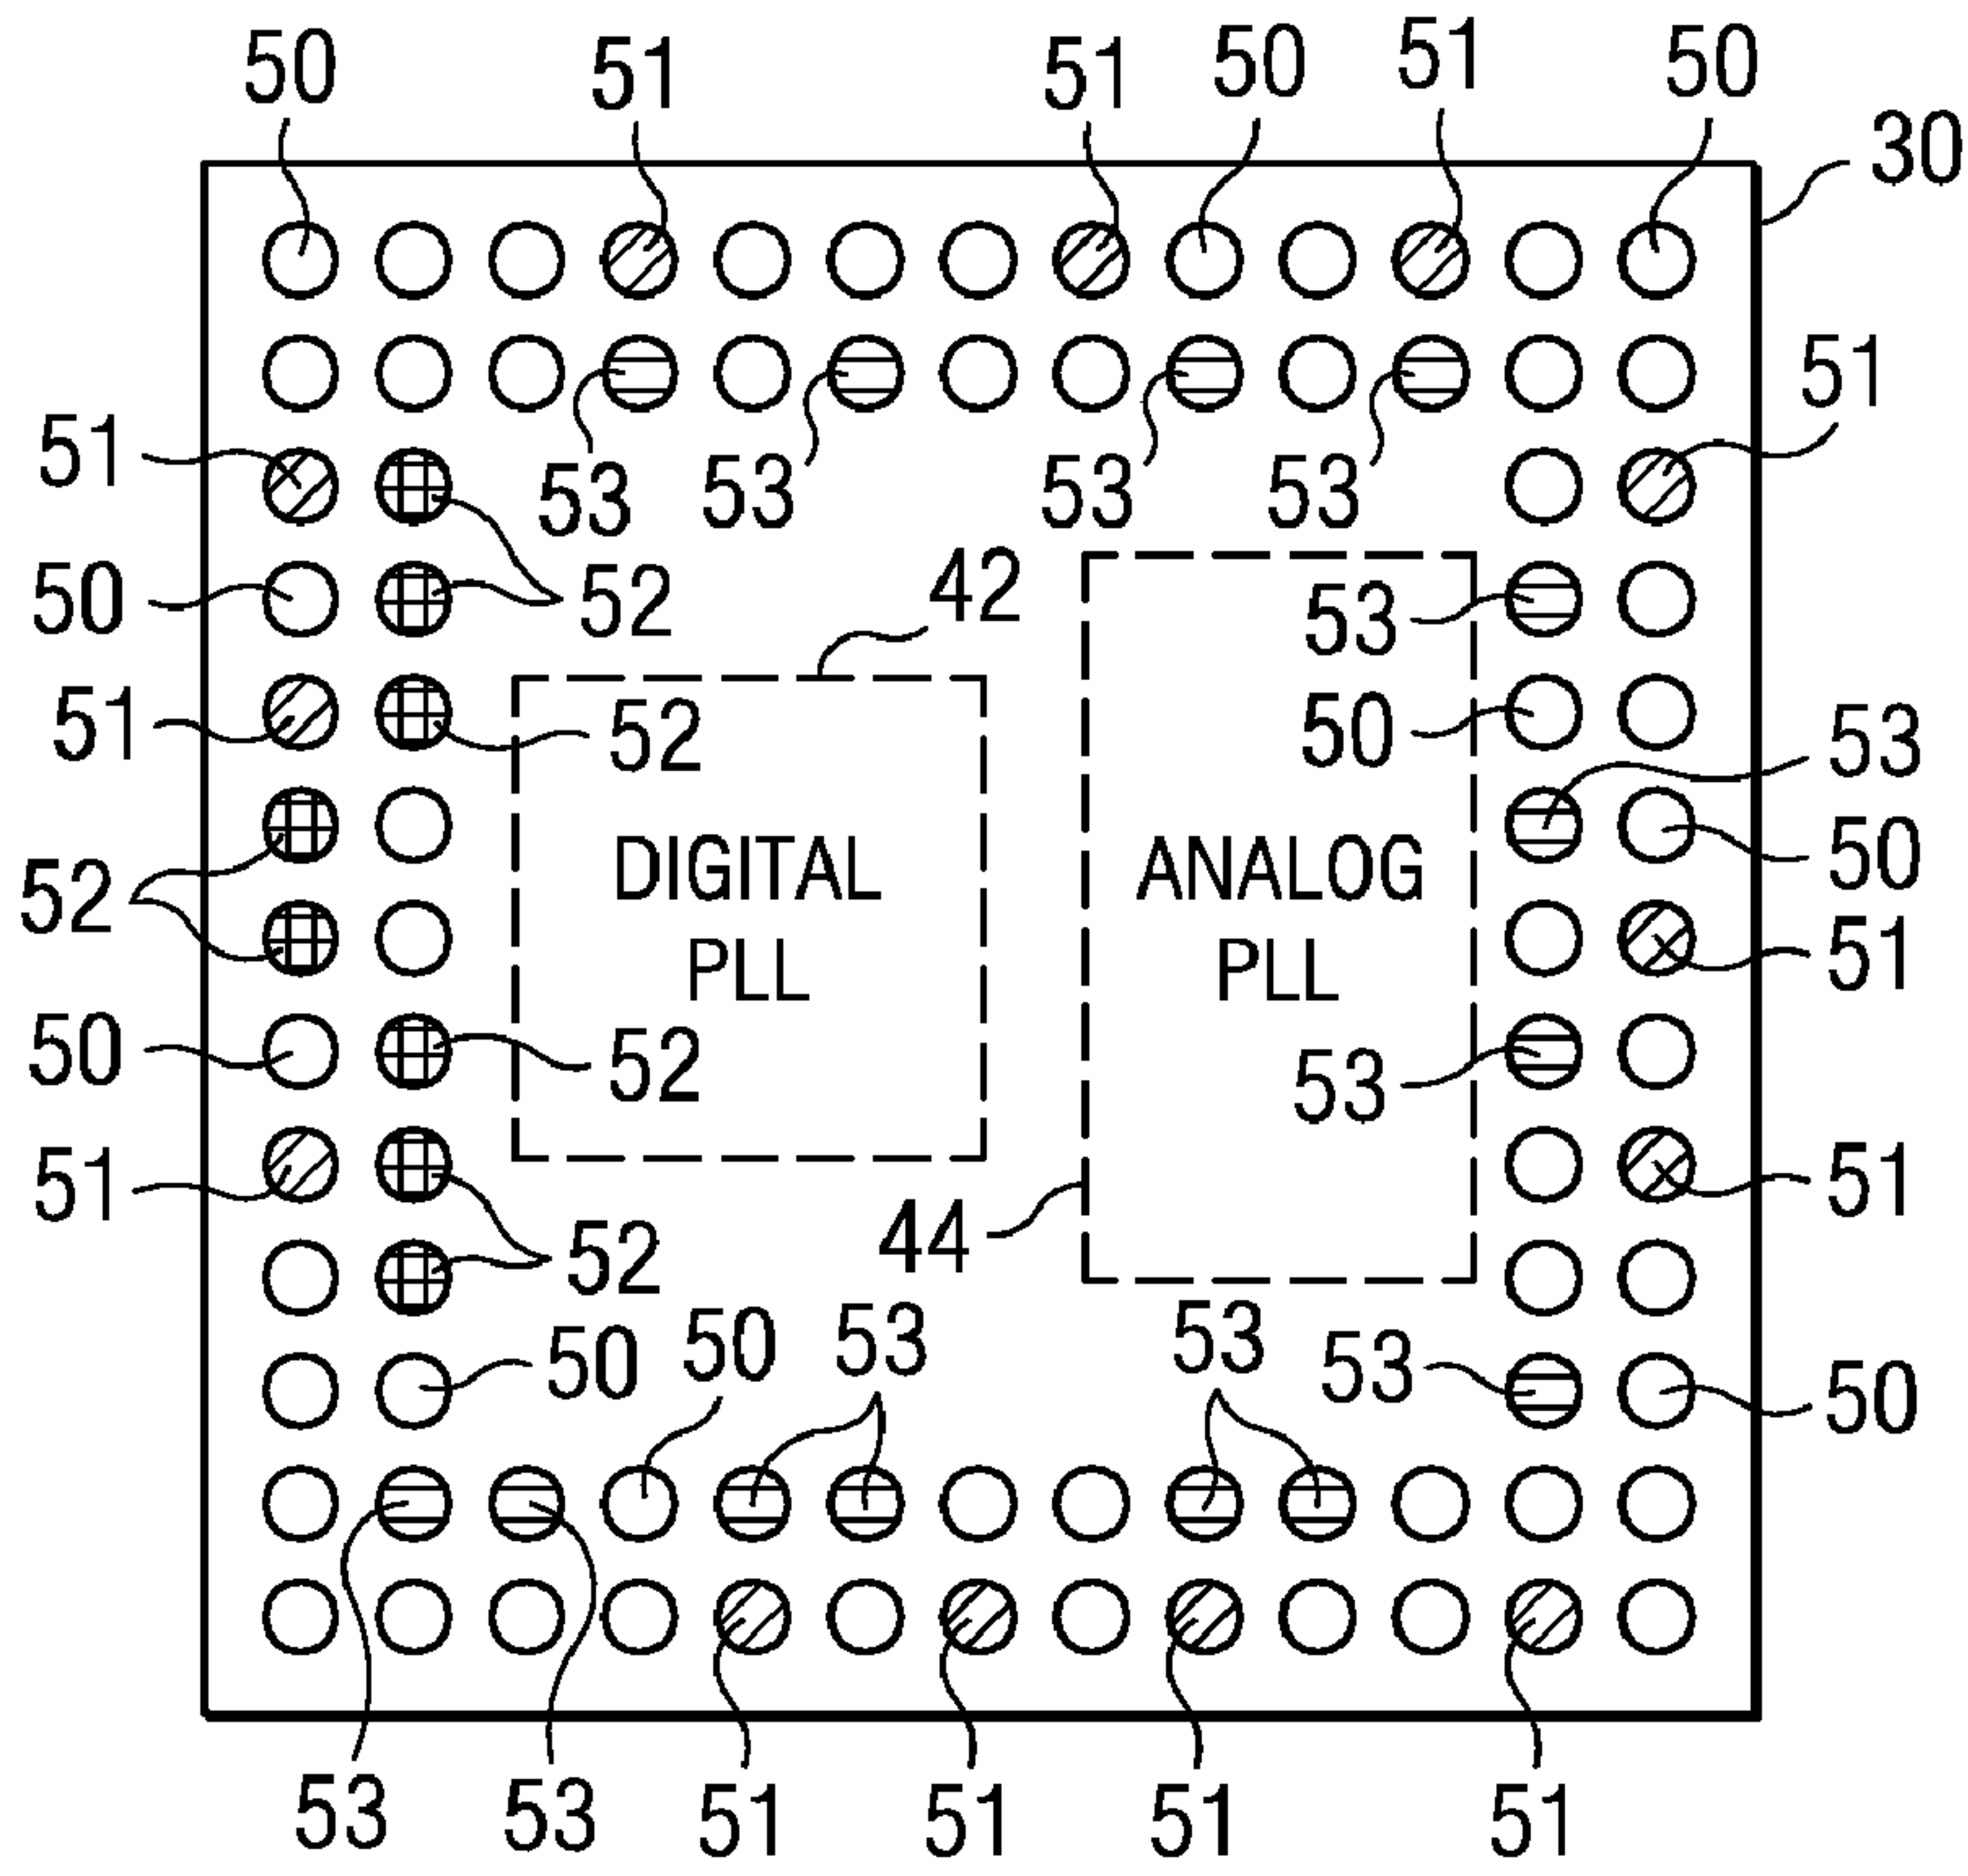 50 51 51 50 51 50
30
51
51 53 53 53 53
50 52 42 53
51 52 50 53
DIGITAL ANALOG
52 50
PLL PLL 51
50 52 53
51 51
52 44
50 50 53 53 53 50
53 53 51 51 51 51